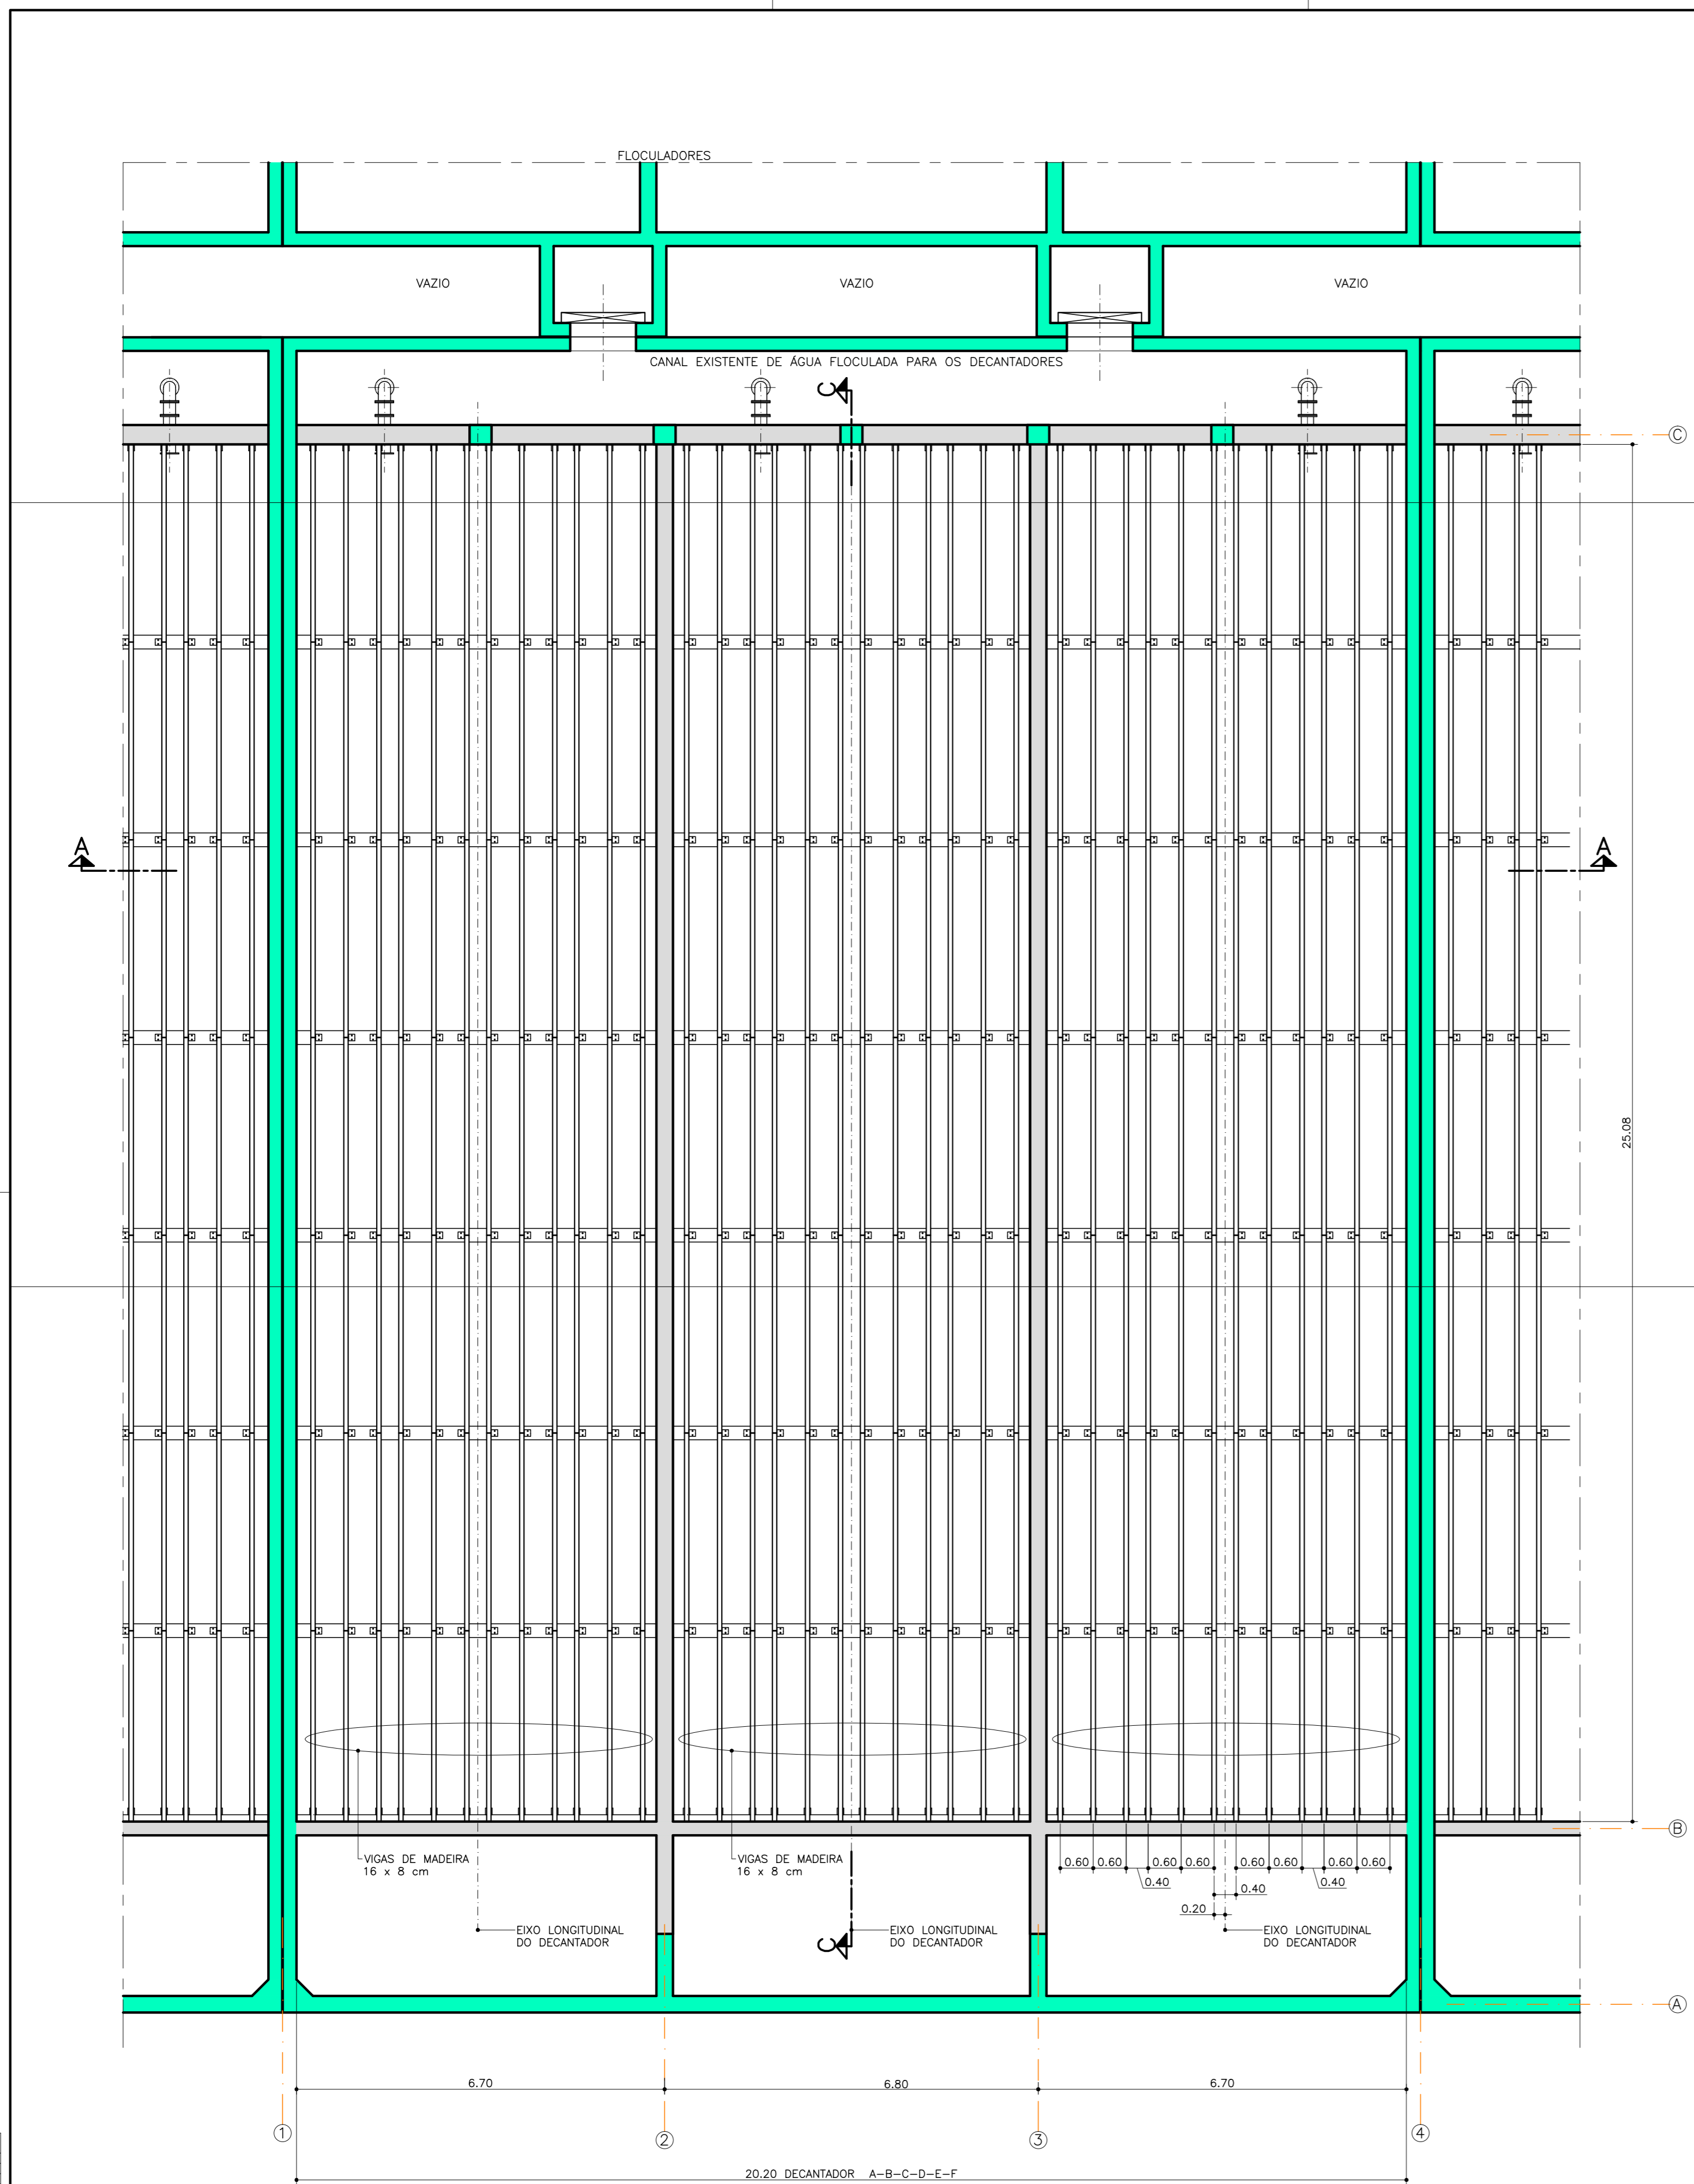 FLOCULADORES
VAZIO
VAZIO
VAZIO
CANAL EXISTENTE DE ÁGUA FLOCULADA PARA OS DECANTADORES
C
C
A
A
25.08
VIGAS DE MADEIRA
16 x 8 cm
VIGAS DE MADEIRA
16 x 8 cm
0.60
0.60
0.60
0.60
0.60
0.60
0.60
0.60
0.40
0.40
0.40
0.20
B
EIXO LONGITUDINAL
DO DECANTADOR
EIXO LONGITUDINAL
DO DECANTADOR
EIXO LONGITUDINAL
DO DECANTADOR
C
A
6.70
6.80
6.70
1
2
3
4
20.20 DECANTADOR A-B-C-D-E-F